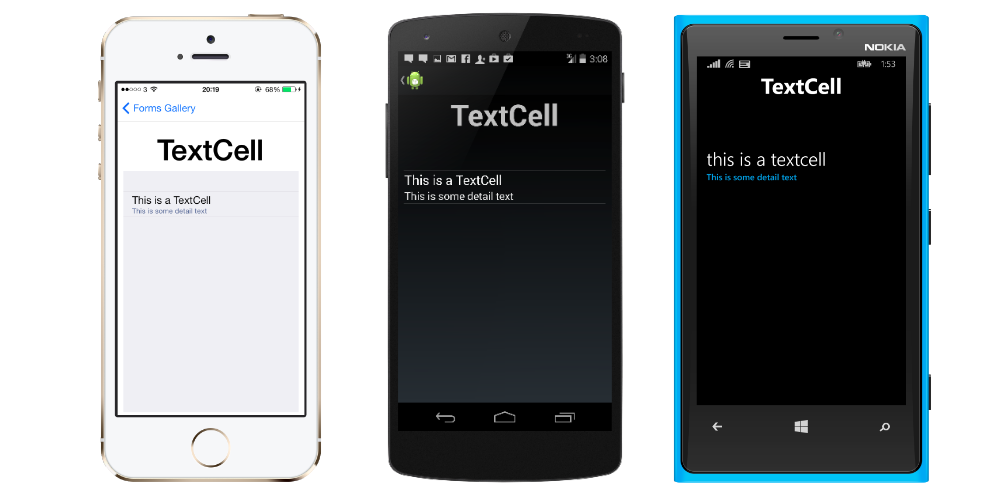 3 20:19 68%
Forms Gallery
TextCell
This is a TextCell
This is some detail text
3:08
TextCell
This is a TextCell
This is some detail text
NOKIA
1:53
TextCell
this is a textcell
This is some detail text